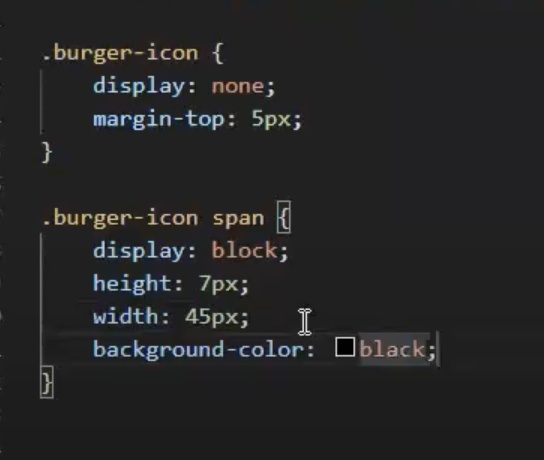 .burger-icon {
    display: none;
    margin-top: 5px;
}
.burger-icon span {
    display: block;
    height: 7px;
    width: 45px;
    background-color: black;
}